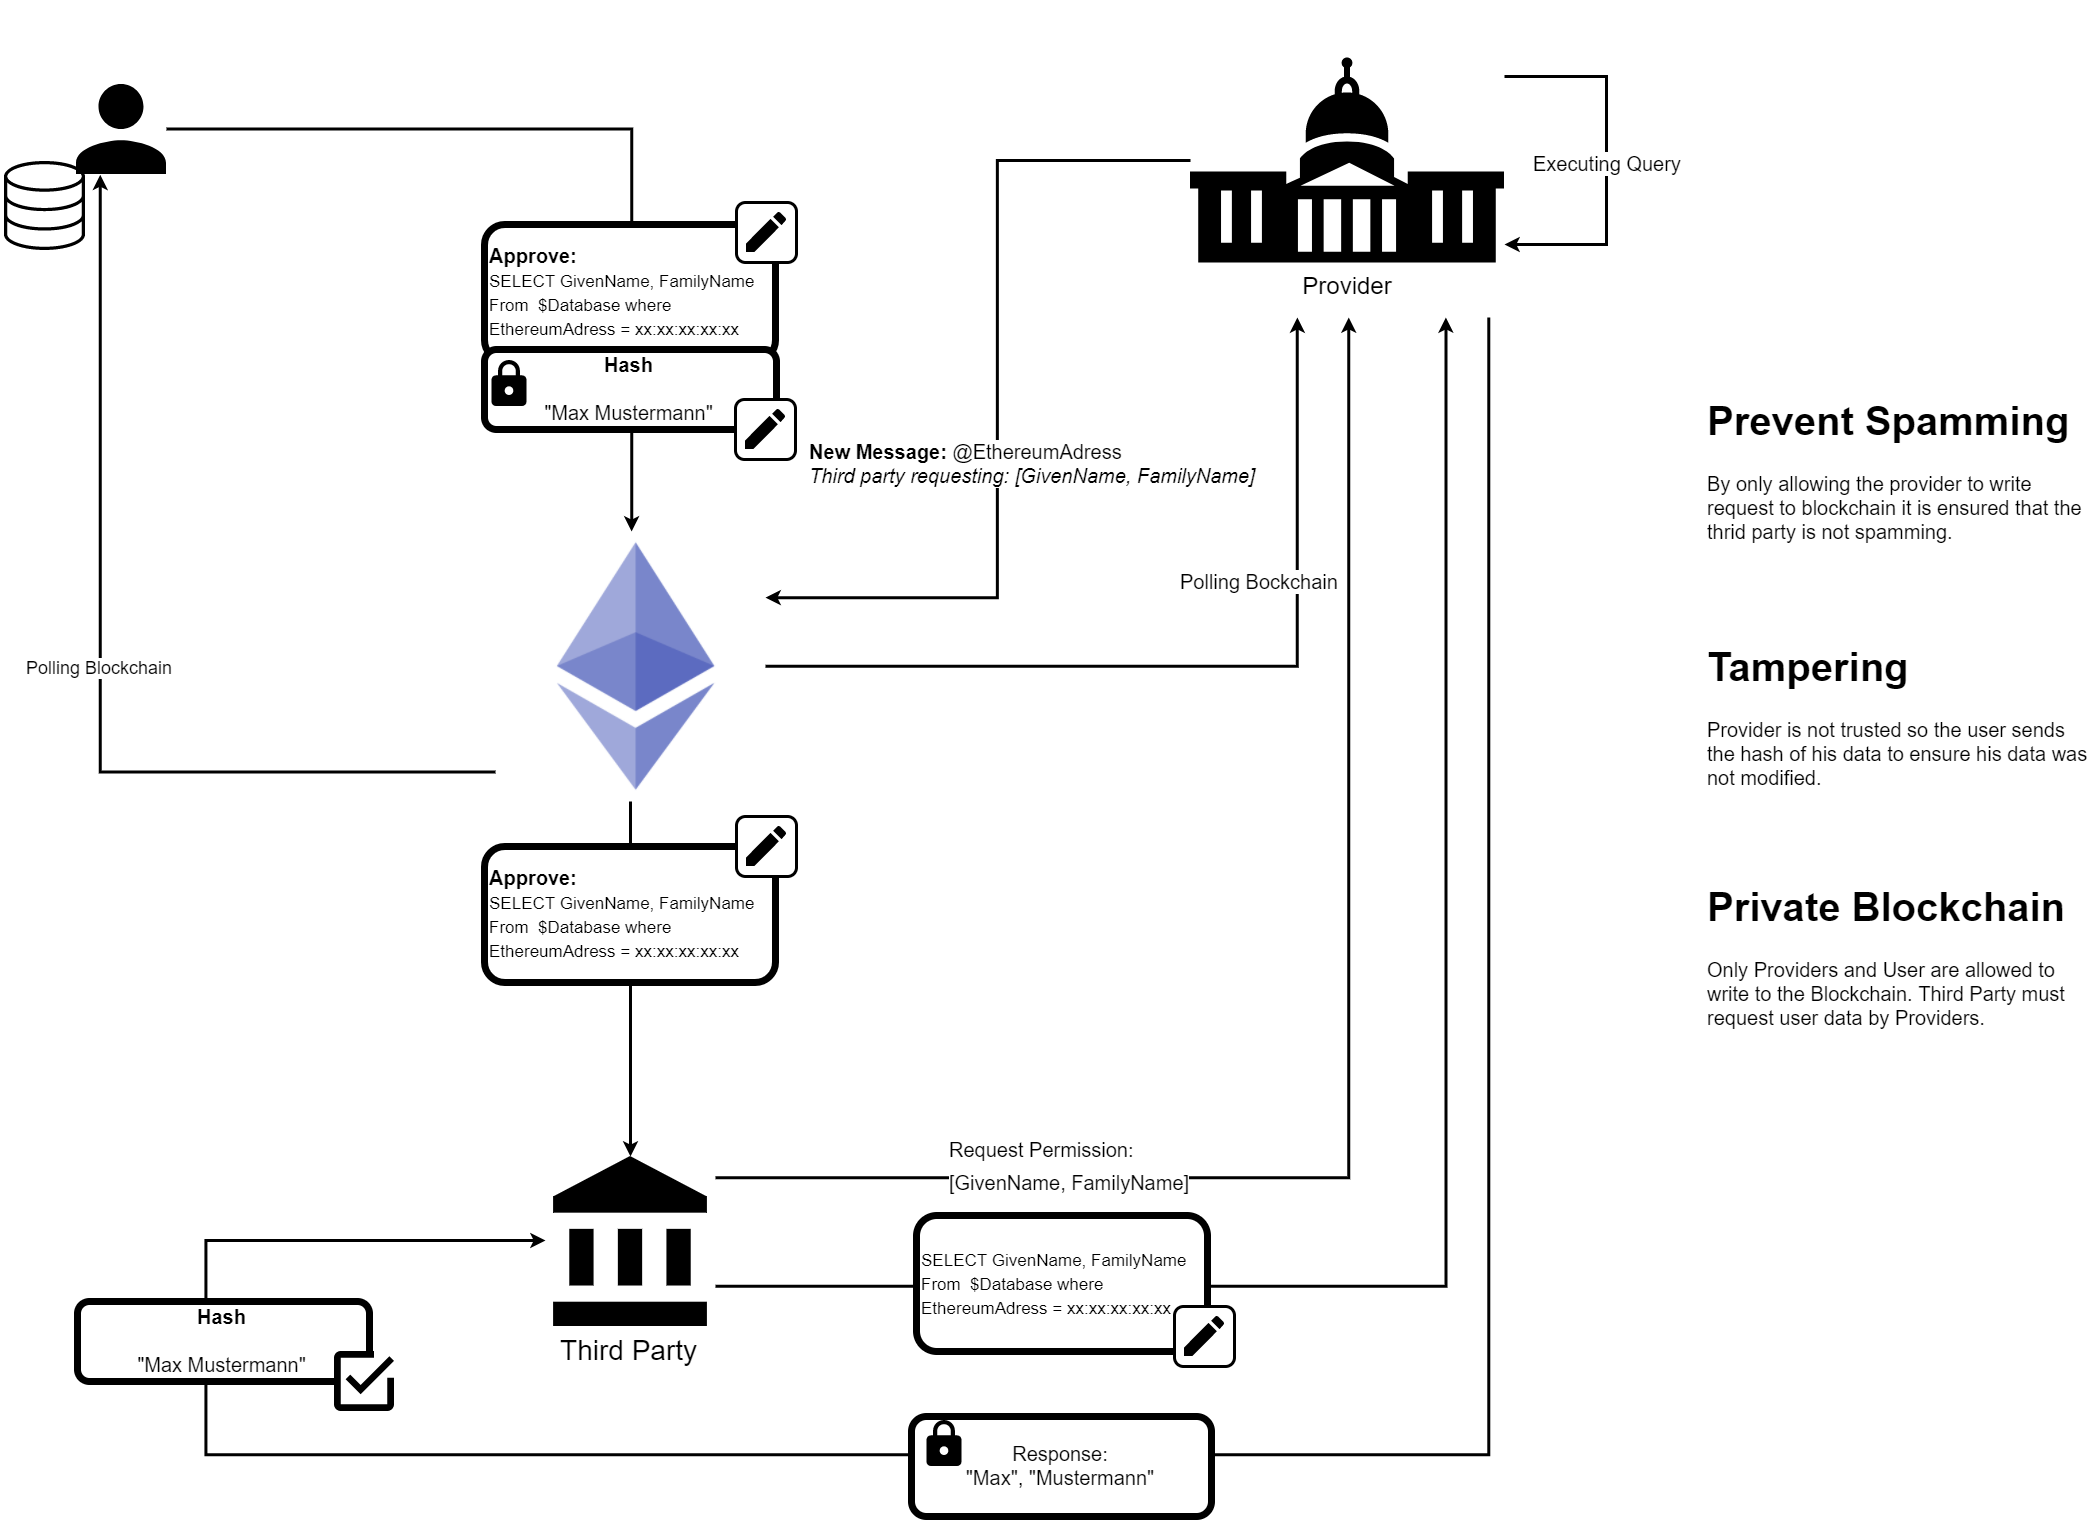 Executing Query
Provider
Approve:
SELECT GivenName, FamilyName
From  $Database where
EthereumAdress = xx:xx:xx:xx:xx
Hash
"Max Mustermann"
New Message: @EthereumAdress
Third party requesting: [GivenName, FamilyName]
Polling Bockchain
Polling Blockchain
Approve:
SELECT GivenName, FamilyName
From  $Database where
EthereumAdress = xx:xx:xx:xx:xx
Request Permission:
[GivenName, FamilyName]
SELECT GivenName, FamilyName
From  $Database where
EthereumAdress = xx:xx:xx:xx:xx
Third Party
Hash
"Max Mustermann"
Response:
"Max", "Mustermann"
Prevent Spamming
By only allowing the provider to write
request to blockchain it is ensured that the
thrid party is not spamming.
Tampering
Provider is not trusted so the user sends
the hash of his data to ensure his data was
not modified.
Private Blockchain
Only Providers and User are allowed to
write to the Blockchain. Third Party must
request user data by Providers.